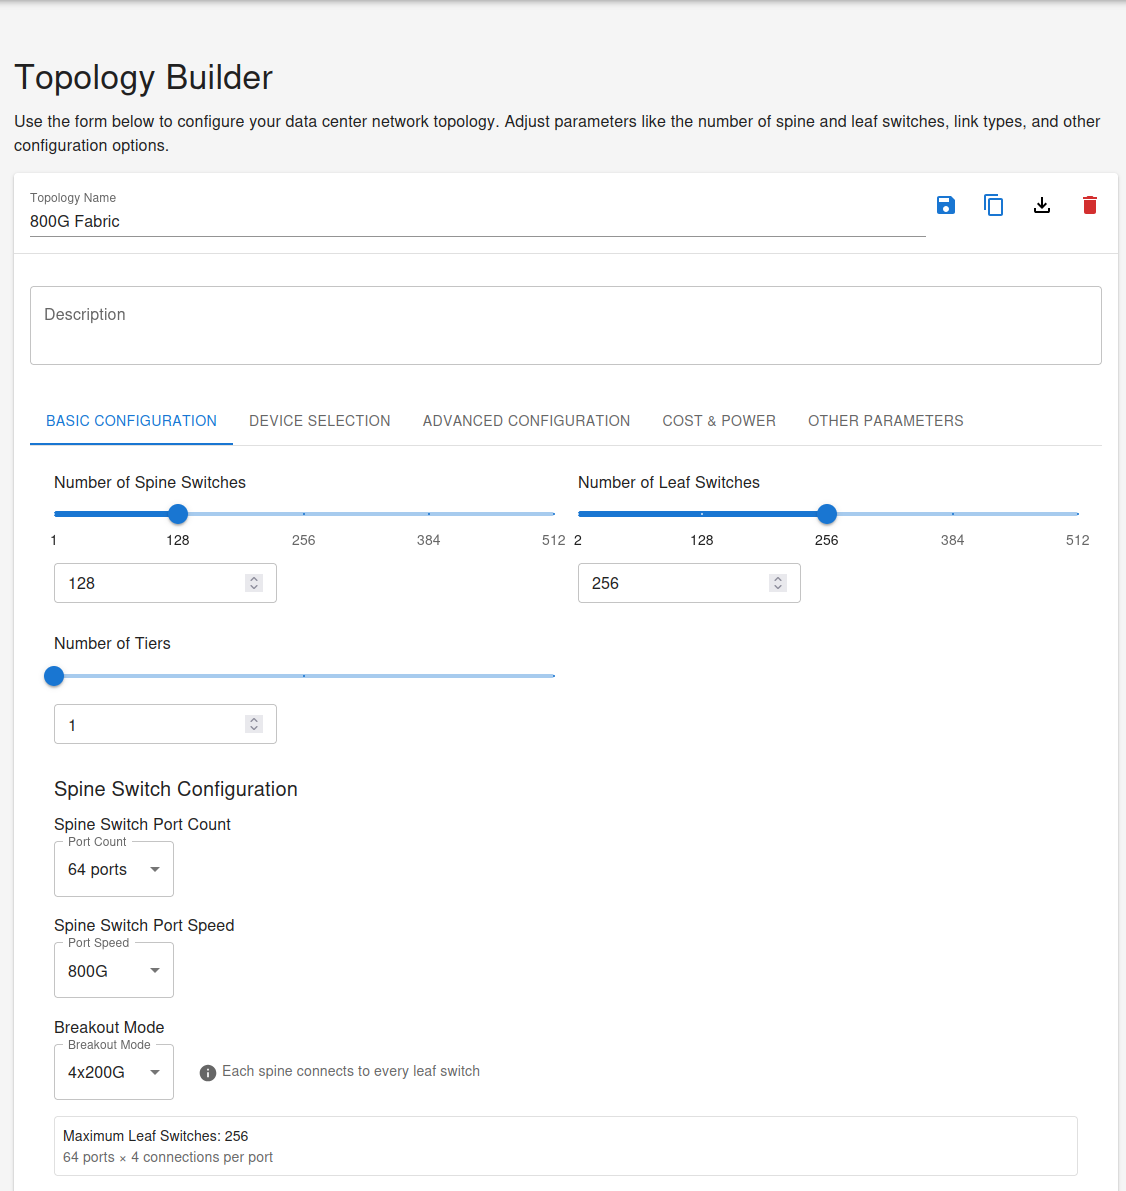 Topology Builder
Use the form below to configure your data center network topology. Adjust parameters like the number of spine and leaf switches, link types, and other
configuration options.
Topology Name
800G Fabric
Description
BASIC CONFIGURATION DEVICE SELECTION ADVANCED CONFIGURATION COST & POWER OTHER PARAMETERS
Number of Spine Switches Number of Leaf Switches
1 128 256 384 512 2 128 256 384 512
128 256
Number of Tiers
1
Spine Switch Configuration
Spine Switch Port Count
Port Count
64 ports
Spine Switch Port Speed
Port Speed
800G
Breakout Mode
Breakout Mode
4x200G Each spine connects to every leaf switch
Maximum Leaf Switches: 256
64 ports × 4 connections per port